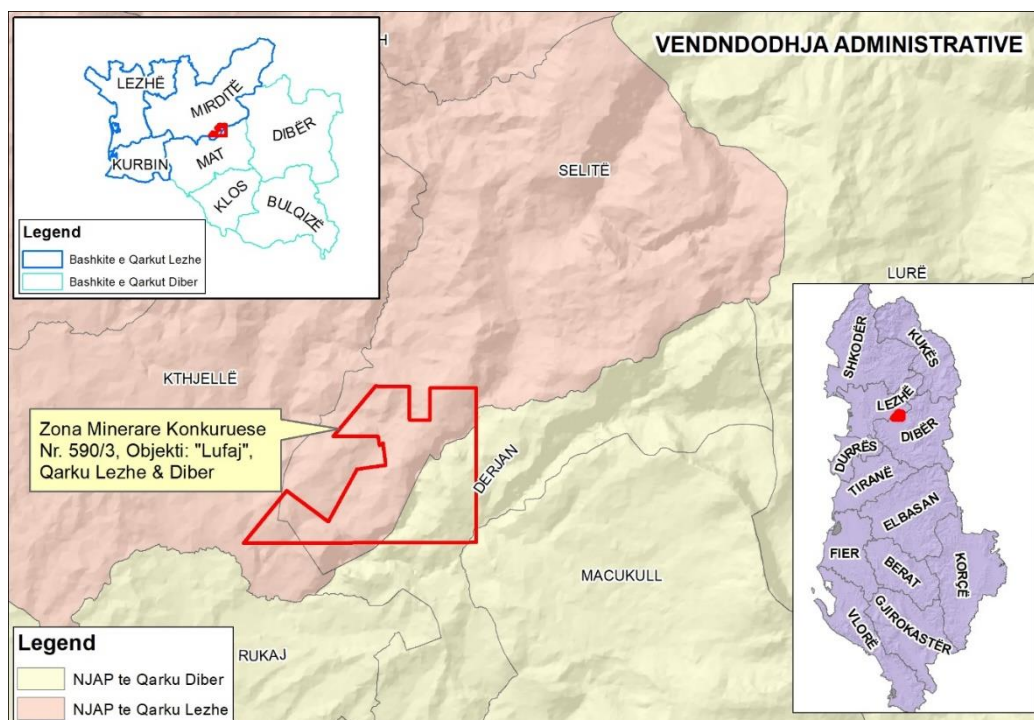 VENDNDODHJA ADMINISTRATIVE
LEZHË
MIRDITË
DIBËR
KURBIN
MAT
KLOS
BULQIZË
Legend
Bashkite e Qarkut Lezhe
Bashkite e Qarkut Diber
H
SELITË
LURË
KTHJELLË
Zona Minerare Konkuruese
Nr. 590/3, Objekti: "Lufaj",
Qarku Lezhe & Diber
DERJAN
MACUKULL
RUKAJ
Legend
NJAP te Qarku Diber
NJAP te Qarku Lezhe
SHKODËR
KUKËS
LEZHË
DIBËR
DURRËS
TIRANË
ELBASAN
FIER
BERAT
KORÇË
VLORË
GJIROKASTËR